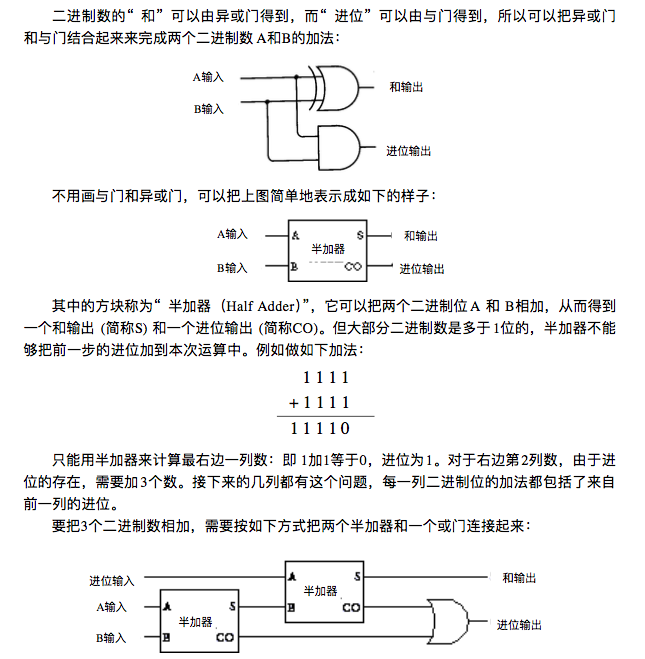 二进制数的“ 和”可以由异或门得到，而“ 进位”可以由与门得到，所以可以把异或门
和与门结合起来来完成两个二进制数 A和B的加法：
A输入
和输出
B输入
进位输出
不用画与门和异或门，可以把上图简单地表示成如下的样子：
A输入 A S 和输出
半加器
B输入 B CO 进位输出
其中的方块称为“ 半加器（Half Adder）”，它可以把两个二进制位 A 和 B相加，从而得到
一个和输出 (简称S) 和一个进位输出 (简称CO)。但大部分二进制数是多于 1位的，半加器不能
够把前一步的进位加到本次运算中。例如做如下加法：
1 1 1 1
+ 1 1 1 1
1 1 1 1 0
只能用半加器来计算最右边一列数：即 1加1等于0，进位为1。对于右边第2列数，由于进
位的存在，需要加3个数。接下来的几列都有这个问题，每一列二进制位的加法都包括了来自
前一列的进位。
要把3个二进制数相加，需要按如下方式把两个半加器和一个或门连接起来：
进位输入 A S 和输出
半加器
A输入 A S B CO
半加器 进位输出
B输入 B CO